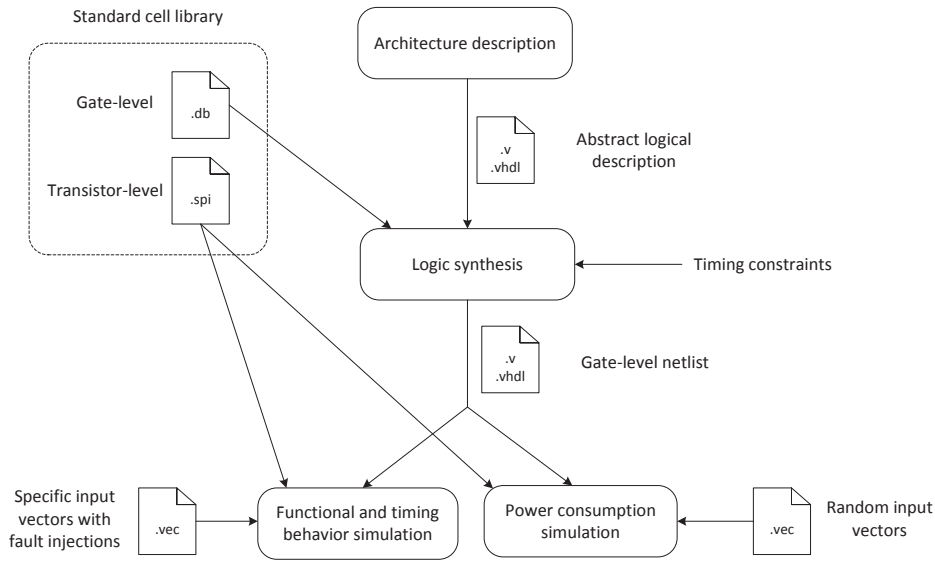 Standard cell library
Architecture description
Gate-level
.db
.v
.vhdl
Abstract logical
description
Transistor-level
.spi
Logic synthesis
Timing constraints
.v
.vhdl
Gate-level netlist
Specific input
vectors with
fault injections
.vec
Functional and timing
behavior simulation
Power consumption
simulation
.vec
Random input
vectors